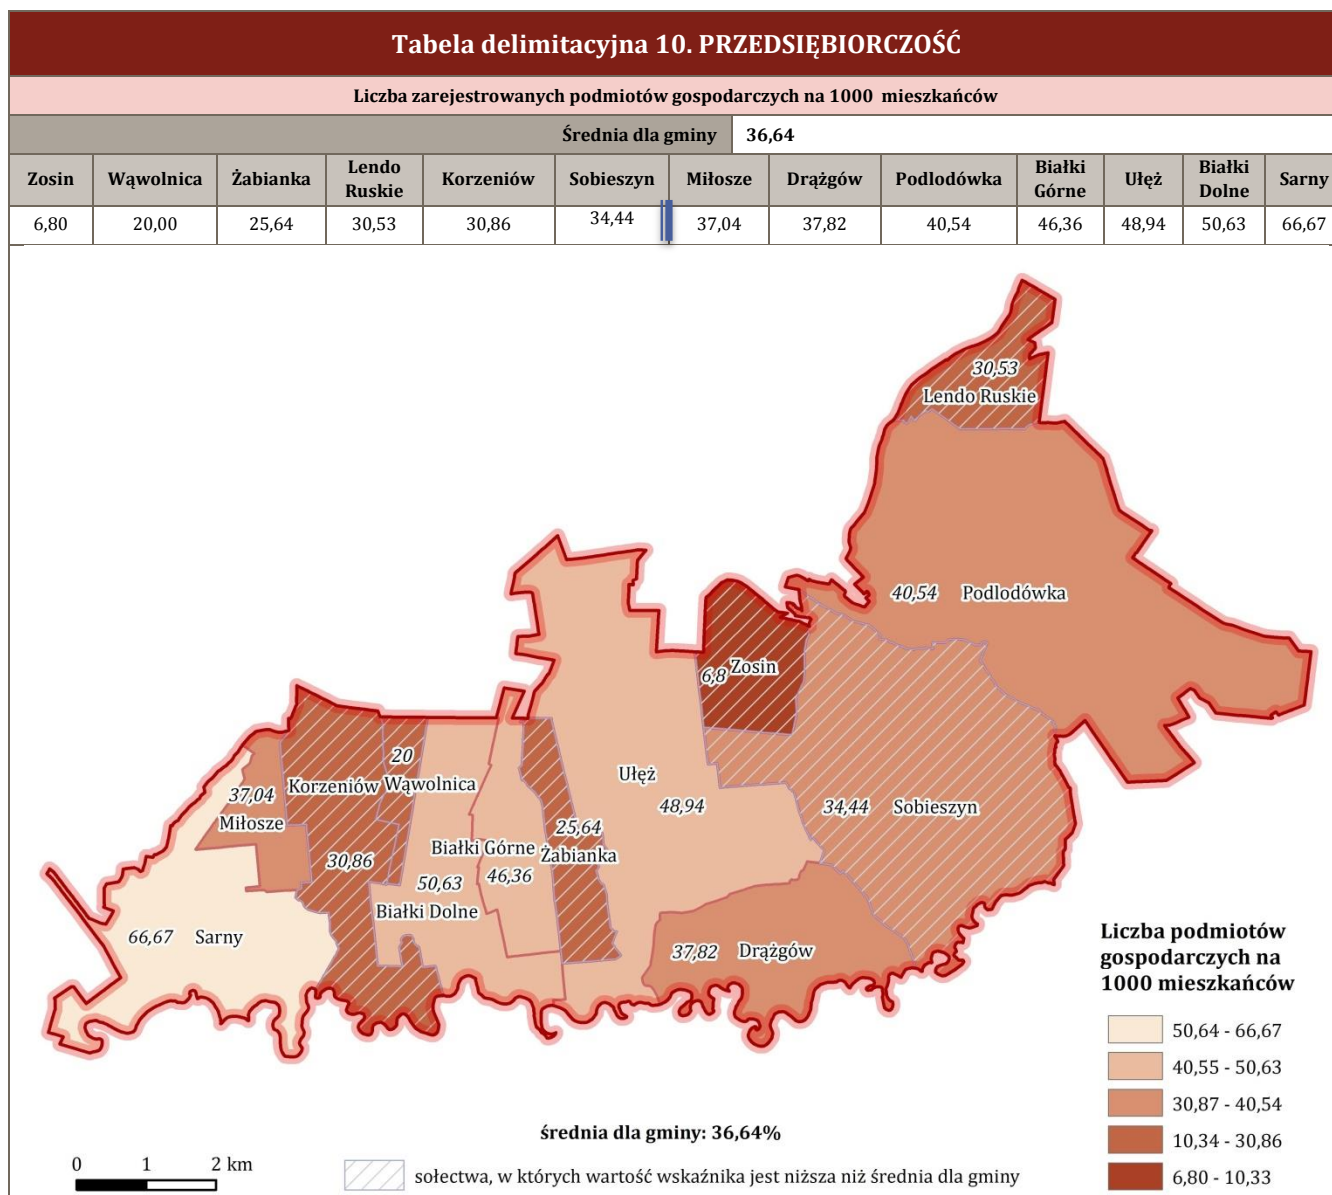 Tabela delimitacyjna 10. PRZEDSIĘBIORCZOŚĆ
Liczba zarejestrowanych podmiotów gospodarczych na 1000 mieszkańców
Średnia dla gminy 36,64
Zosin Wąwolnica Żabianka Lendo Ruskie Korzeniów Sobieszyn Miłosze Drążgów Podlodówka Białki Górne Ułęż Białki Dolne Sarny
6,80 20,00 25,64 30,53 30,86 34,44 37,04 37,82 40,54 46,36 48,94 50,63 66,67
30,53
Lendo Ruskie
40,54 Podlodówka
6,8 Zosin
20
Korzeniów Wąwolnica
Ułęż
37,04
Miłosze
48,94
34,44 Sobieszyn
25,64
Żabianka
Białki Górne
46,36
30,86
50,63
Białki Dolne
66,67 Sarny
37,82 Drążgów
Liczba podmiotów
gospodarczych na
1000 mieszkańców
50,64 - 66,67
40,55 - 50,63
30,87 - 40,54
10,34 - 30,86
6,80 - 10,33
średnia dla gminy: 36,64%
0 1 2 km
sołectwa, w których wartość wskaźnika jest niższa niż średnia dla gminy